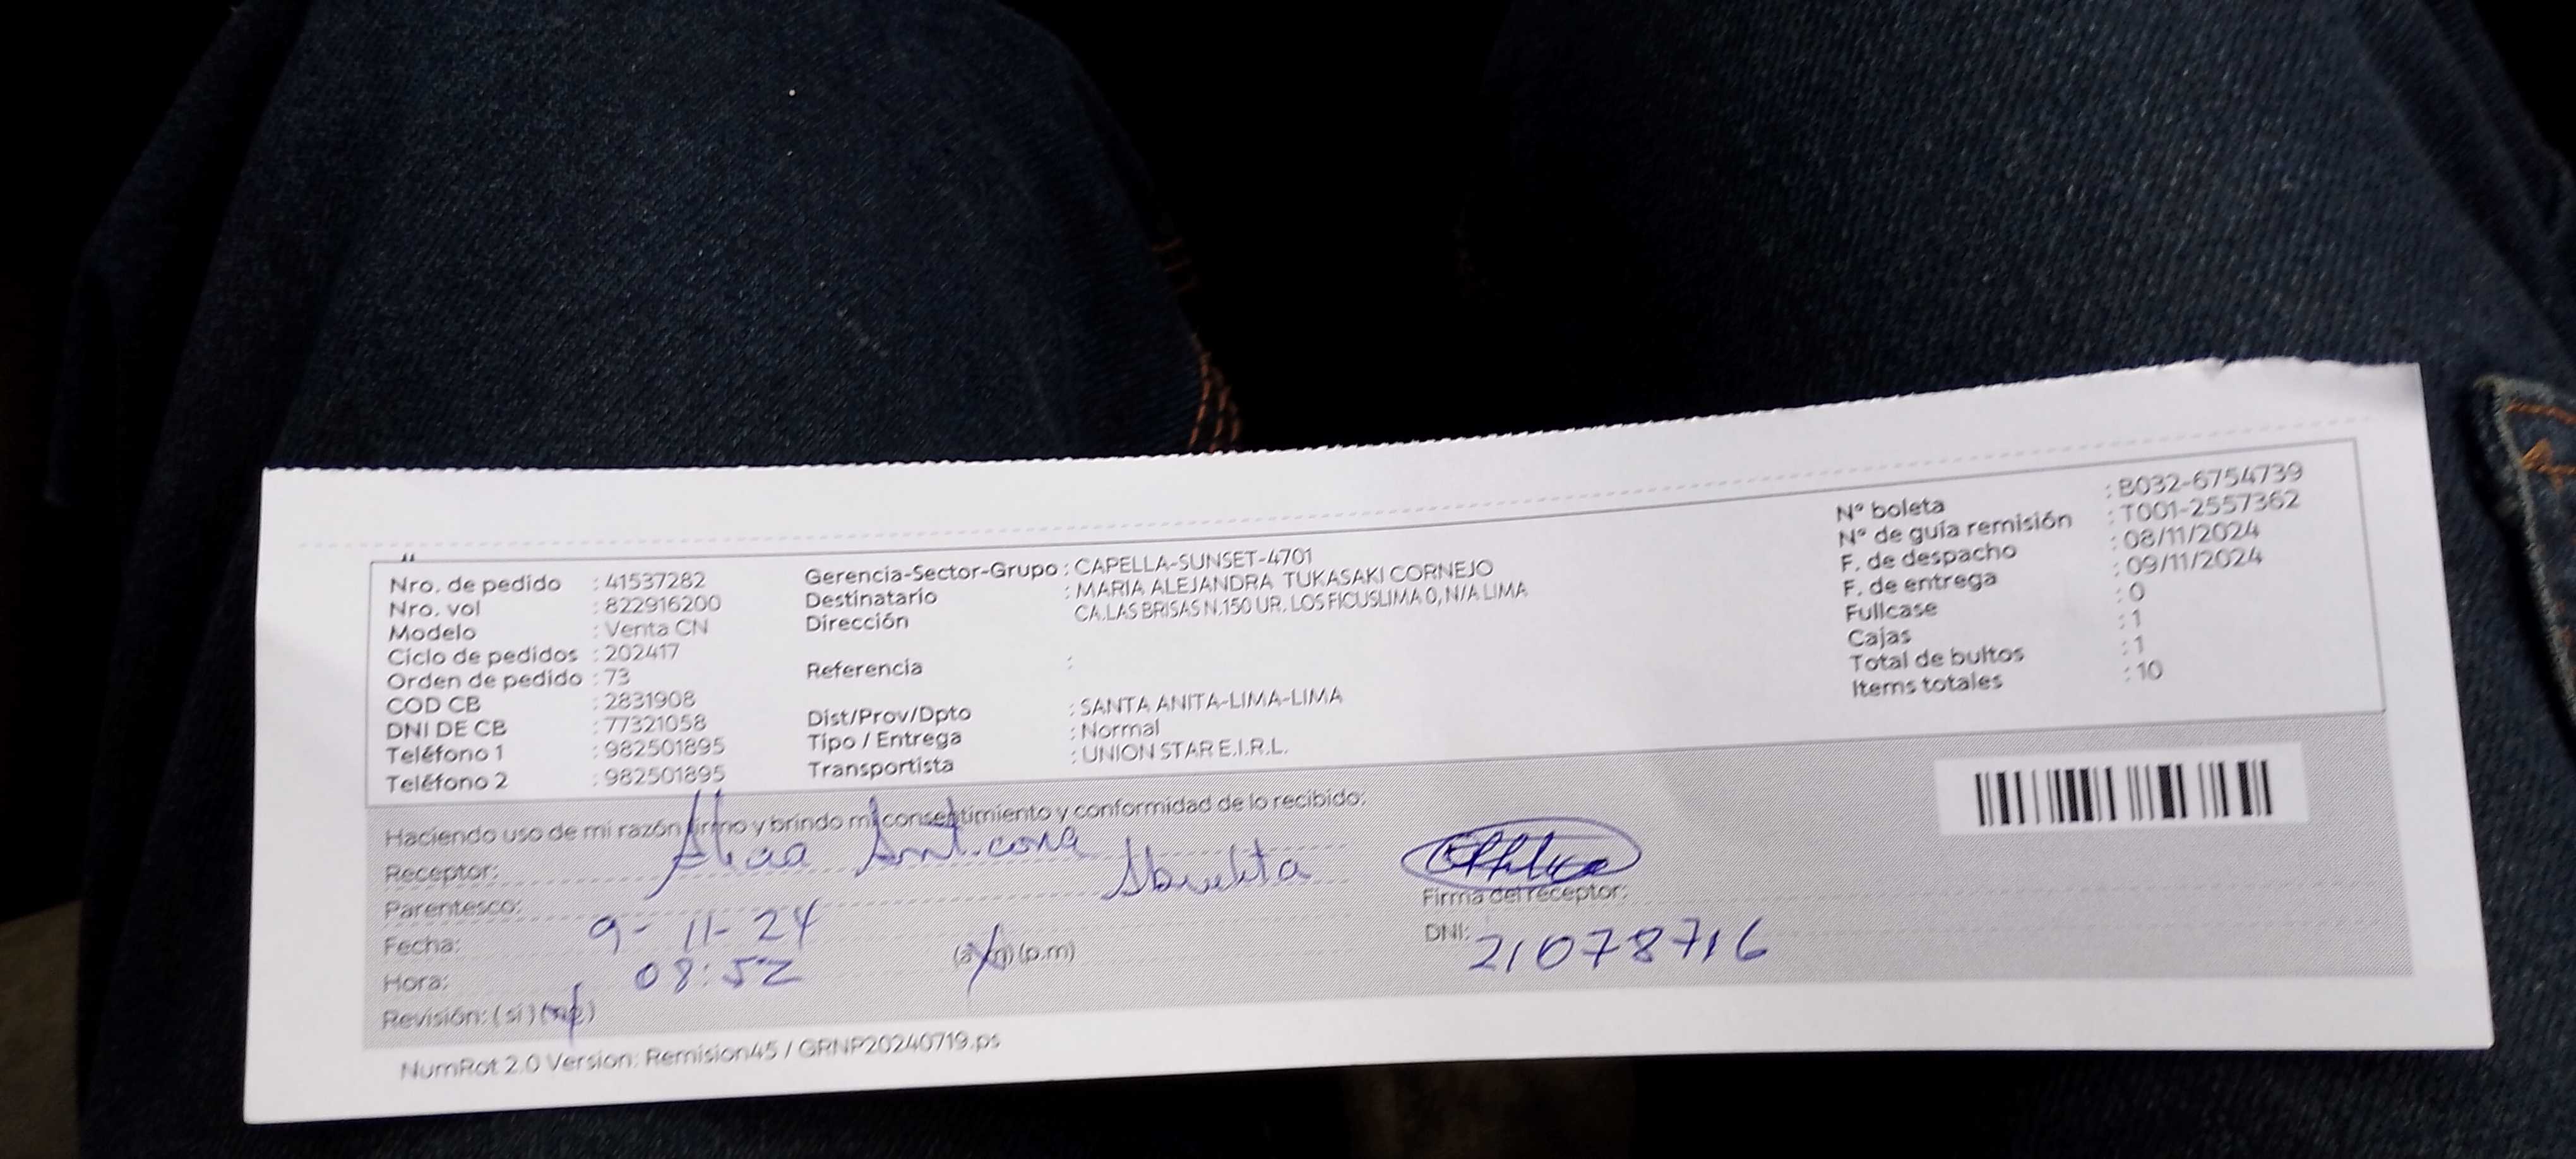 Nro. de pedido : 41537282
Nro. vol : 822916200
Modelo : Venta CN
Ciclo de pedidos : 202417
Orden de pedido : 73
COD CB : 2831908
DNI DE CB : 77321058
Teléfono 1 : 982501895
Teléfono 2 : 982501895
Gerencia-Sector-Grupo : CAPELLA-SUNSET-4701
Destinatario : MARIA ALEJANDRA TUKASAKI CORNEJO
Dirección CA.LAS BRISAS N.150 UR. LOS FICUSLIMA 0, N/A LIMA
Referencia :
Dist/Prov/Dpto : SANTA ANITA-LIMA-LIMA
Tipo / Entrega : Normal
Transportista : UNION STAR E.I.R.L.
N° boleta : B032-6754739
N° de guía remisión : T001-2557362
F. de despacho : 08/11/2024
F. de entrega : 09/11/2024
Fullcase : 0
Cajas : 1
Total de bultos : 1
Items totales : 10
Haciendo uso de mi razón firmo y brindo mi consentimiento y conformidad de lo recibido:
Receptor: Anticona
Parentesco: Abuelita
Fecha: 9-11-24
Hora: 08:52 (a.m) (p.m)
Revisión: (si) (no)
Firma del receptor:
DNI: 21078716
NumRot 2.0 Version: Remision45 / GRNP20240719.ps